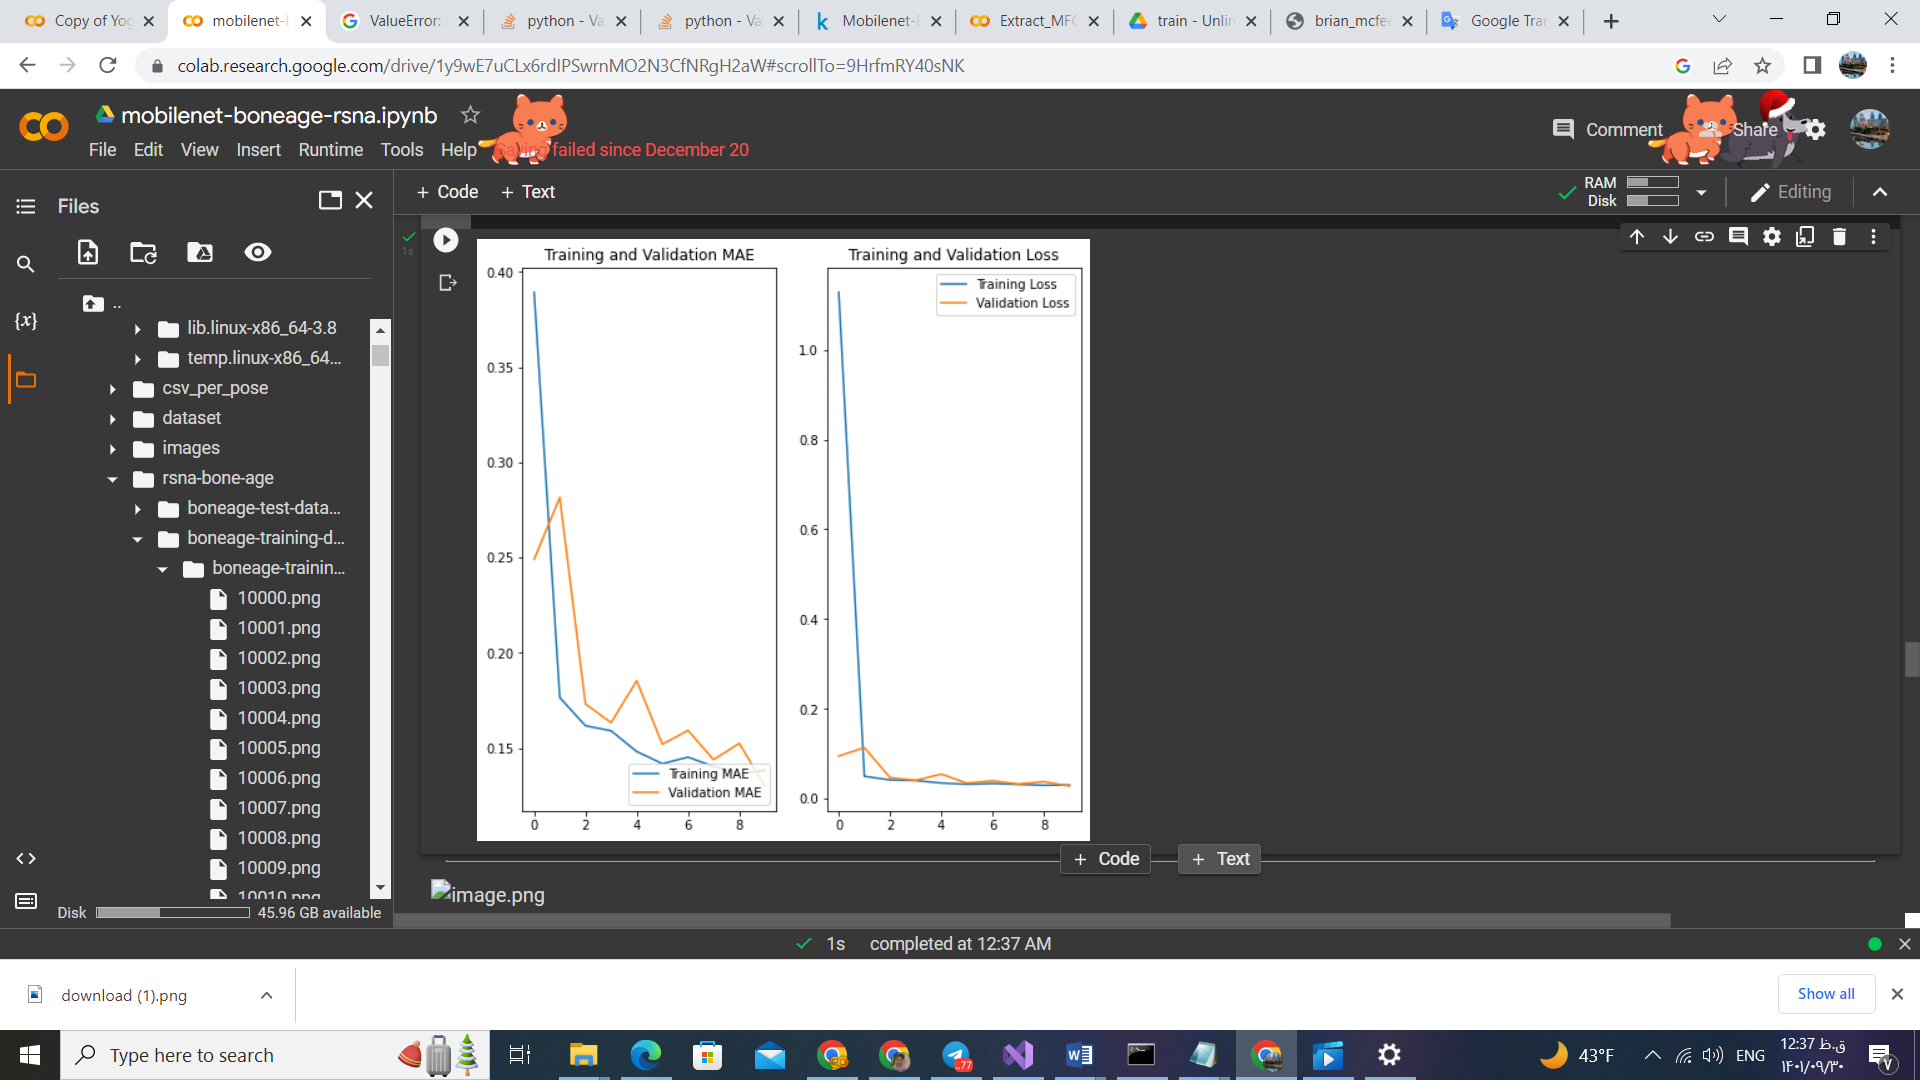 Copy of Yog
mobilenet-b
ValueError:
python - Va
python - Va
Mobilenet-
Extract_MFC
train - Unlin
brian_mcfee
Google Tran
colab.research.google.com/drive/1y9wE7uCLx6rdIPSwrnMO2N3CfNRgH2aW#scrollTo=9HrfmRY40sNK
mobilenet-boneage-rsna.ipynb
Comment
Share
File Edit View Insert Runtime Tools Help
failed since December 20
Files
+ Code + Text
RAM
Disk
Editing
..
lib.linux-x86_64-3.8
temp.linux-x86_64...
csv_per_pose
dataset
images
rsna-bone-age
boneage-test-data...
boneage-training-d...
boneage-trainin...
10000.png
10001.png
10002.png
10003.png
10004.png
10005.png
10006.png
10007.png
10008.png
10009.png
10010.png
Disk
45.96 GB available
{x}
1s
Training and Validation MAE
0.40
0.35
0.30
0.25
0.20
0.15
Training MAE
Validation MAE
0 2 4 6 8
Training and Validation Loss
Training Loss
Validation Loss
1.0
0.8
0.6
0.4
0.2
0.0
0 2 4 6 8
+ Code
+ Text
image.png
1s completed at 12:37 AM
download (1).png
Show all
Type here to search
77
43°F
ENG
12:37 ق.ظ
۱۴۰۱/۰۹/۳۰